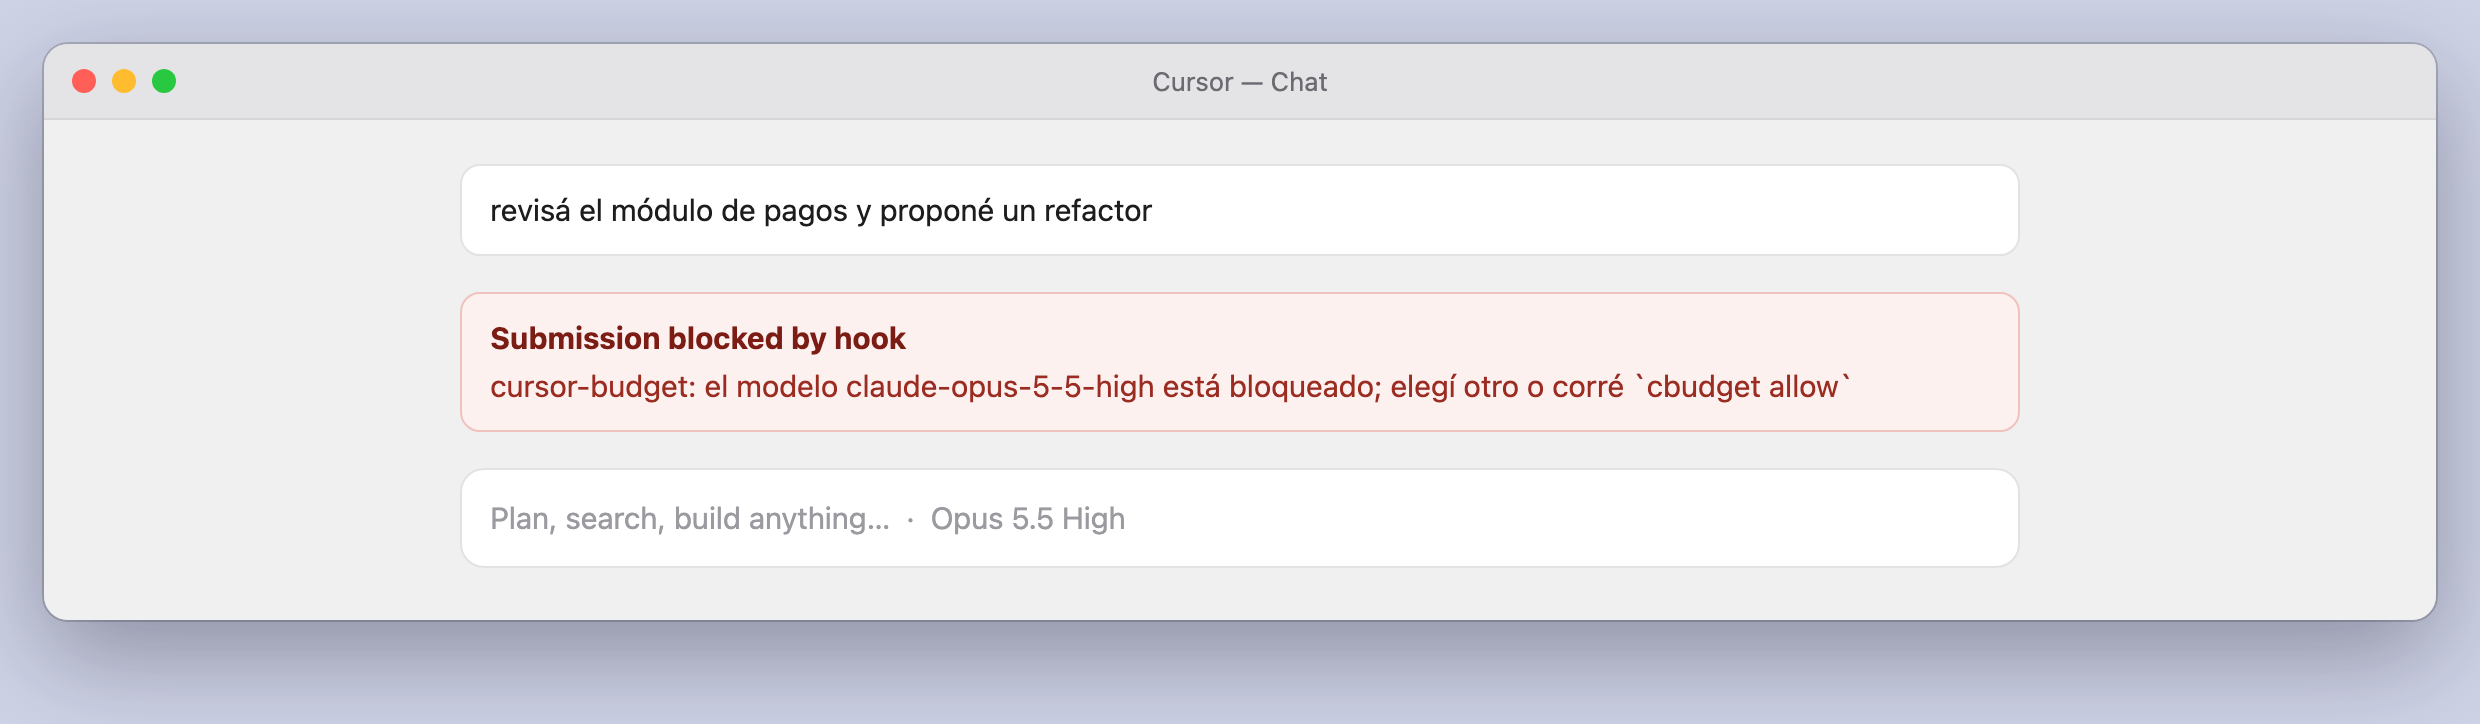 Cursor — Chat
revisá el módulo de pagos y proponé un refactor
Submission blocked by hook
cursor-budget: el modelo claude-opus-5-5-high está bloqueado; elegí otro o corré `cbudget allow`
Plan, search, build anything... · Opus 5.5 High